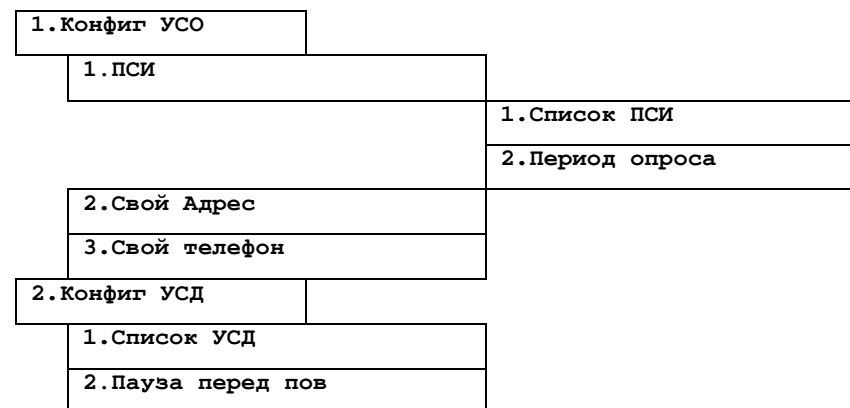 1.Конфиг УСО
1.ПСИ
1.Список ПСИ
2.Период опроса
2.Свой Адрес
3.Свой телефон
2.Конфиг УСД
1.Список УСД
2.Пауза перед пов